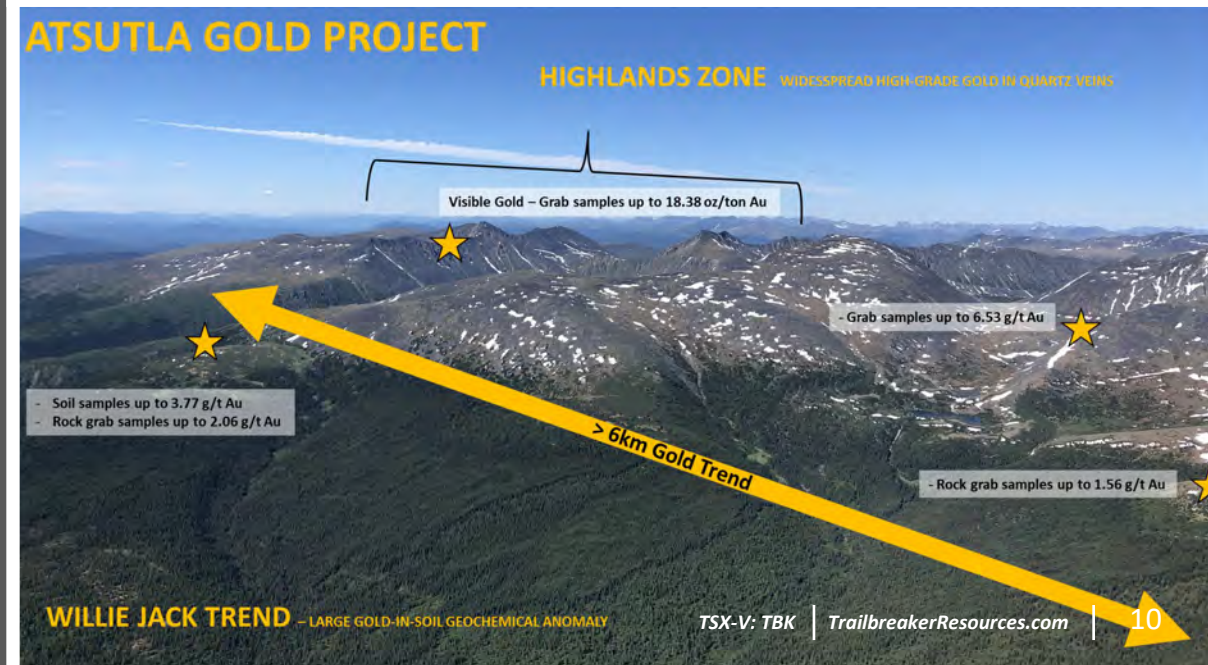 ATSUTLA GOLD PROJECT
HIGHLANDS ZONE WIDESPREAD HIGH-GRADE GOLD IN QUARTZ VEINS
Visible Gold – Grab samples up to 18.38 oz/ton Au
- Grab samples up to 6.53 g/t Au
- Soil samples up to 3.77 g/t Au
- Rock grab samples up to 2.06 g/t Au
> 6km Gold Trend
- Rock grab samples up to 1.56 g/t Au
WILLIE JACK TREND – LARGE GOLD-IN-SOIL GEOCHEMICAL ANOMALY
TSX-V: TBK | TrailbreakerResources.com | 10